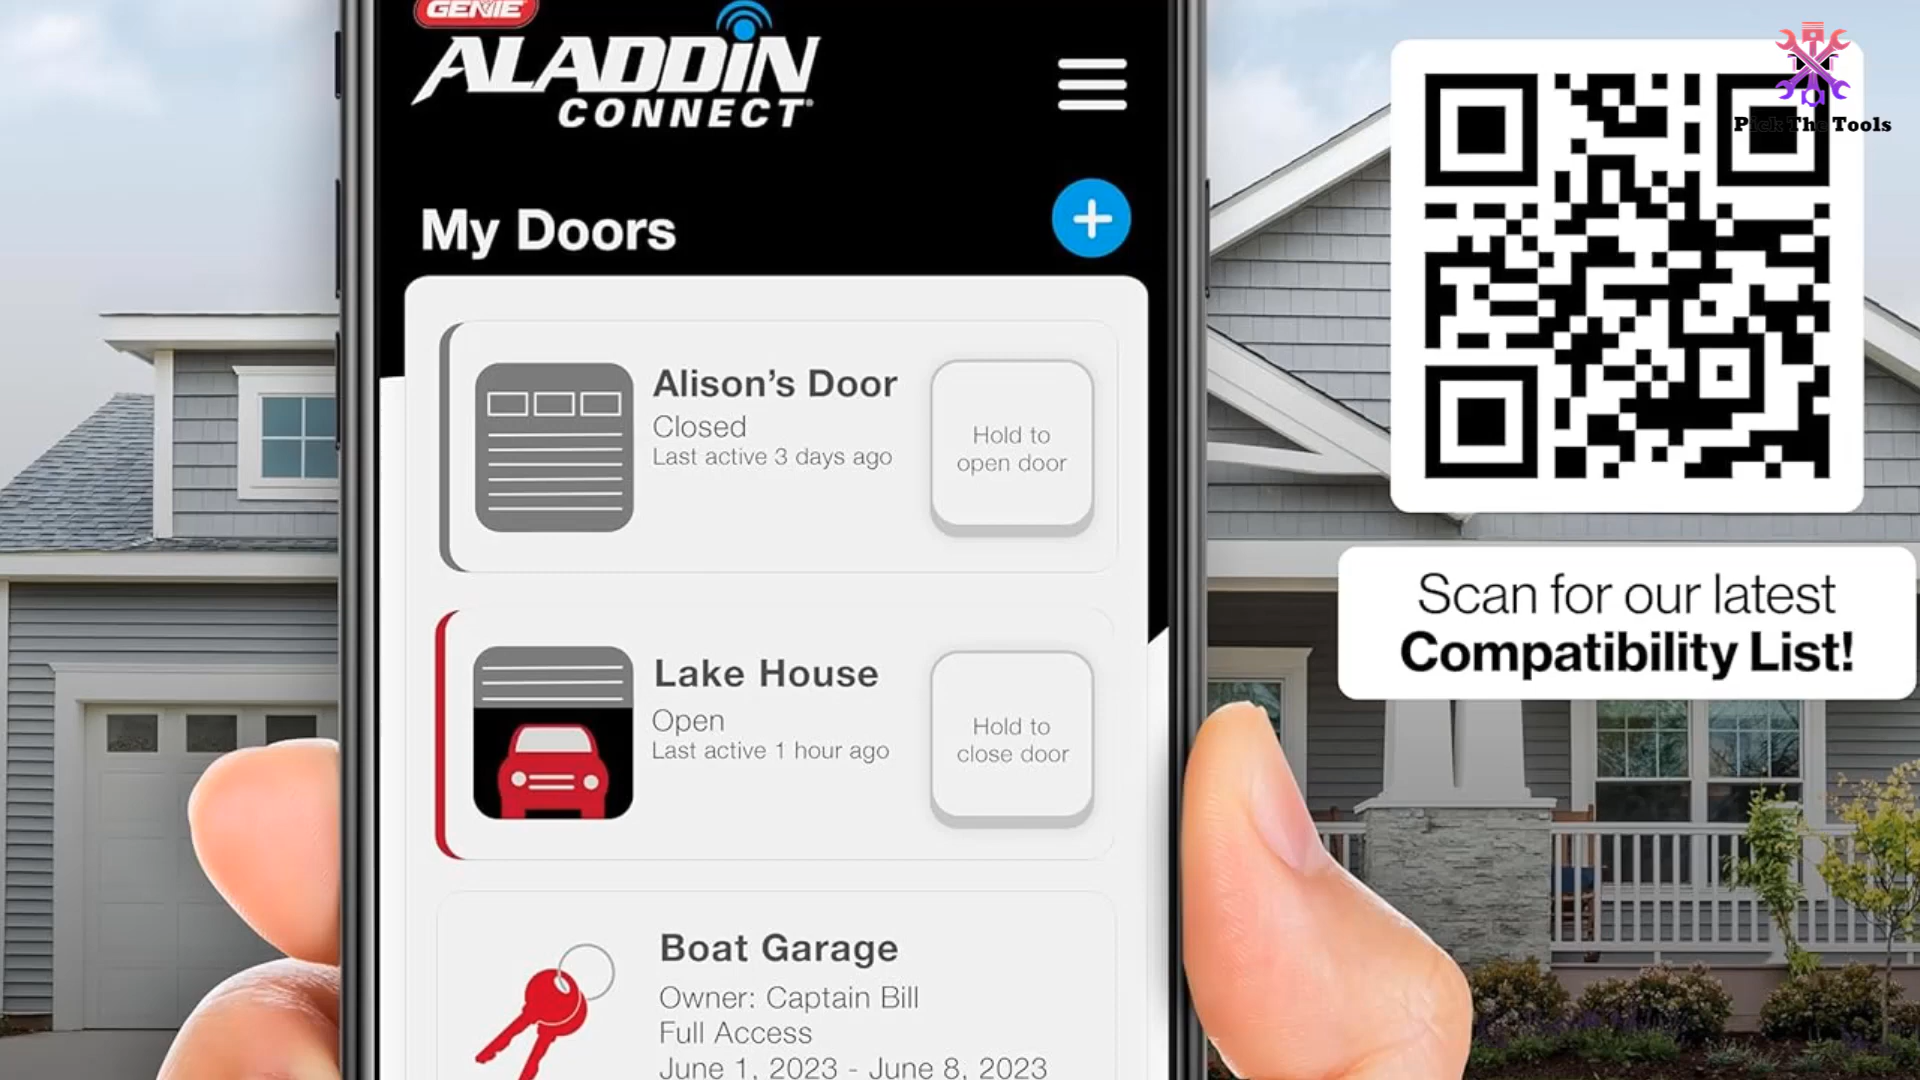 GENIE
ALADDIN
CONNECT
My Doors
Alison's Door
Closed
Last active 3 days ago
Hold to
open door
Lake House
Open
Last active 1 hour ago
Hold to
close door
Boat Garage
Owner: Captain Bill
Full Access
June 1, 2023 - June 8, 2023
Pick The Tools
Scan for our latest
Compatibility List!